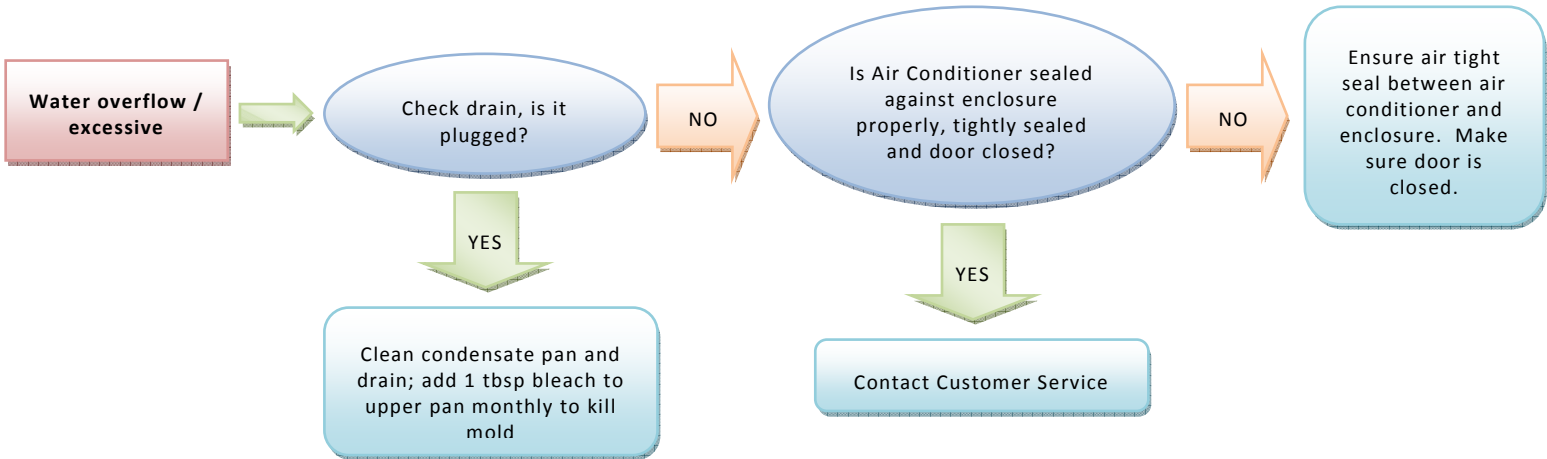 Water overflow /
excessive
Check drain, is it
plugged?
NO
Is Air Conditioner sealed
against enclosure
properly, tightly sealed
and door closed?
NO
Ensure air tight
seal between air
conditioner and
enclosure.  Make
sure door is
closed.
YES
Clean condensate pan and
drain; add 1 tbsp bleach to
upper pan monthly to kill
mold
YES
Contact Customer Service